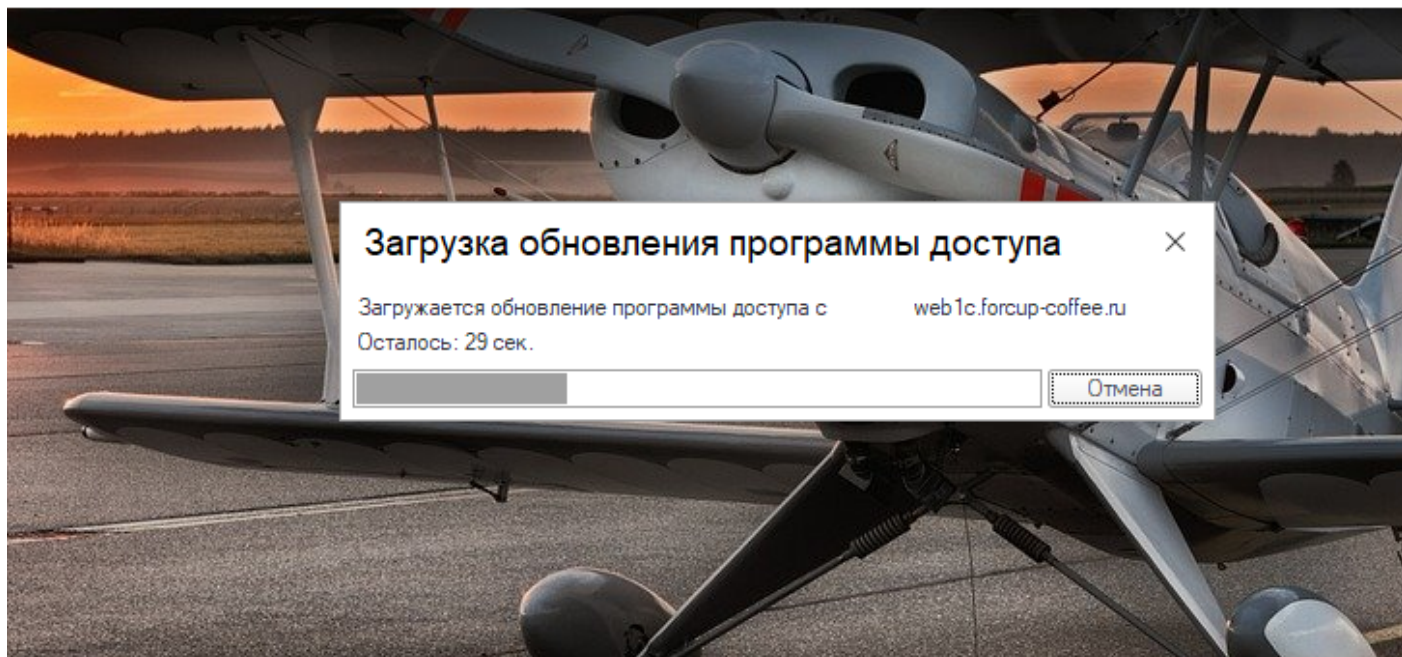 Загрузка обновления программы доступа
Загружается обновление программы доступа с web1c.forcup-coffee.ru
Осталось: 29 сек.
Отмена